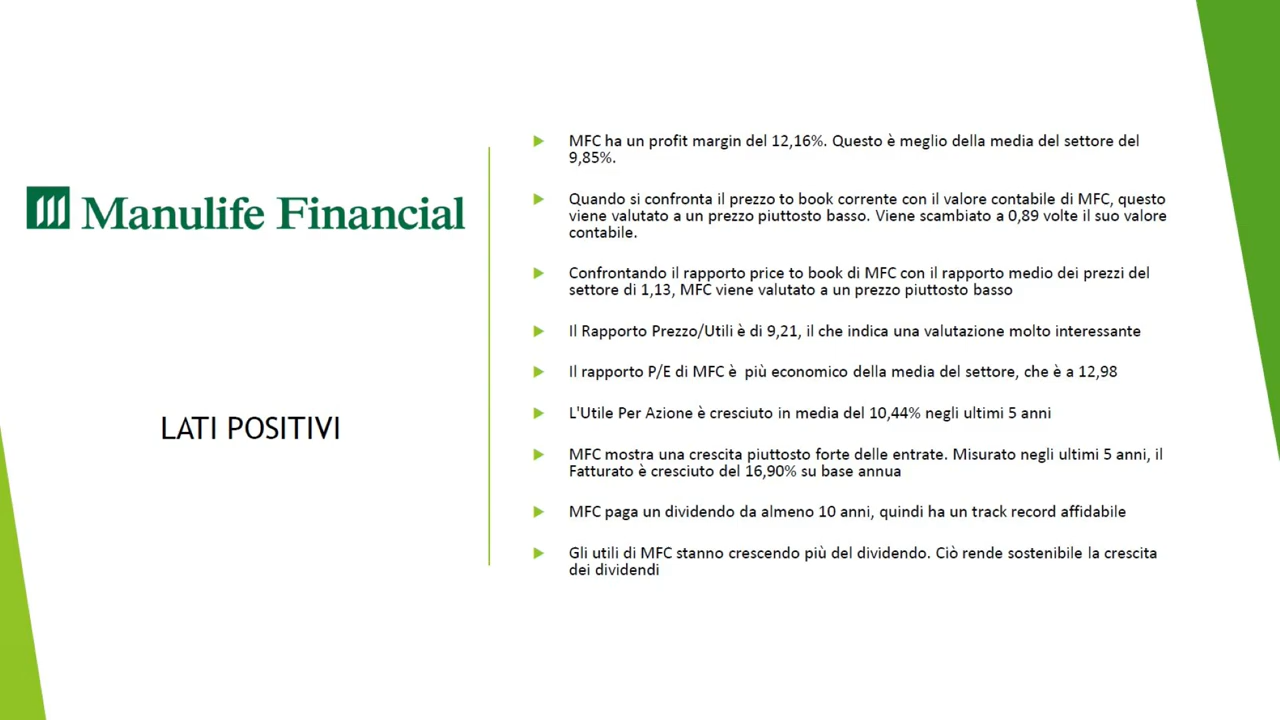 Manulife Financial
LATI POSITIVI
MFC ha un profit margin del 12,16%. Questo è meglio della media del settore del
9,85%.
Quando si confronta il prezzo to book corrente con il valore contabile di MFC, questo
viene valutato a un prezzo piuttosto basso. Viene scambiato a 0,89 volte il suo valore
contabile.
Confrontando il rapporto price to book di MFC con il rapporto medio dei prezzi del
settore di 1,13, MFC viene valutato a un prezzo piuttosto basso
Il Rapporto Prezzo/Utili è di 9,21, il che indica una valutazione molto interessante
Il rapporto P/E di MFC è  più economico della media del settore, che è a 12,98
L'Utile Per Azione è cresciuto in media del 10,44% negli ultimi 5 anni
MFC mostra una crescita piuttosto forte delle entrate. Misurato negli ultimi 5 anni, il
Fatturato è cresciuto del 16,90% su base annua
MFC paga un dividendo da almeno 10 anni, quindi ha un track record affidabile
Gli utili di MFC stanno crescendo più del dividendo. Ciò rende sostenibile la crescita
dei dividendi